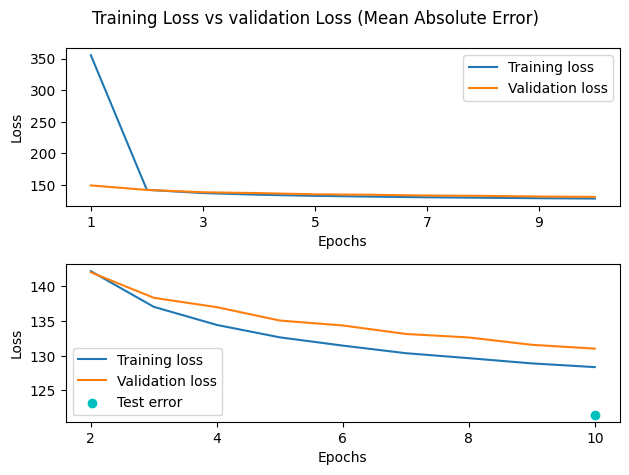 Training Loss vs validation Loss (Mean Absolute Error)
350
300
250
200
150
Loss
Training loss
Validation loss
1 3 5 7 9
Epochs
140
135
130
125
Loss
Training loss
Validation loss
Test error
2 4 6 8 10
Epochs